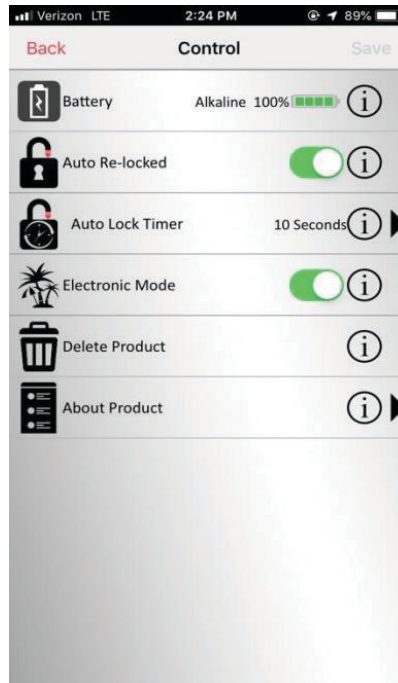 Verizon LTE 2:24 PM 89%
Back Control Save
Battery Alkaline 100% i
Auto Re-locked i
Auto Lock Timer 10 Seconds i
Electronic Mode i
Delete Product i
About Product i